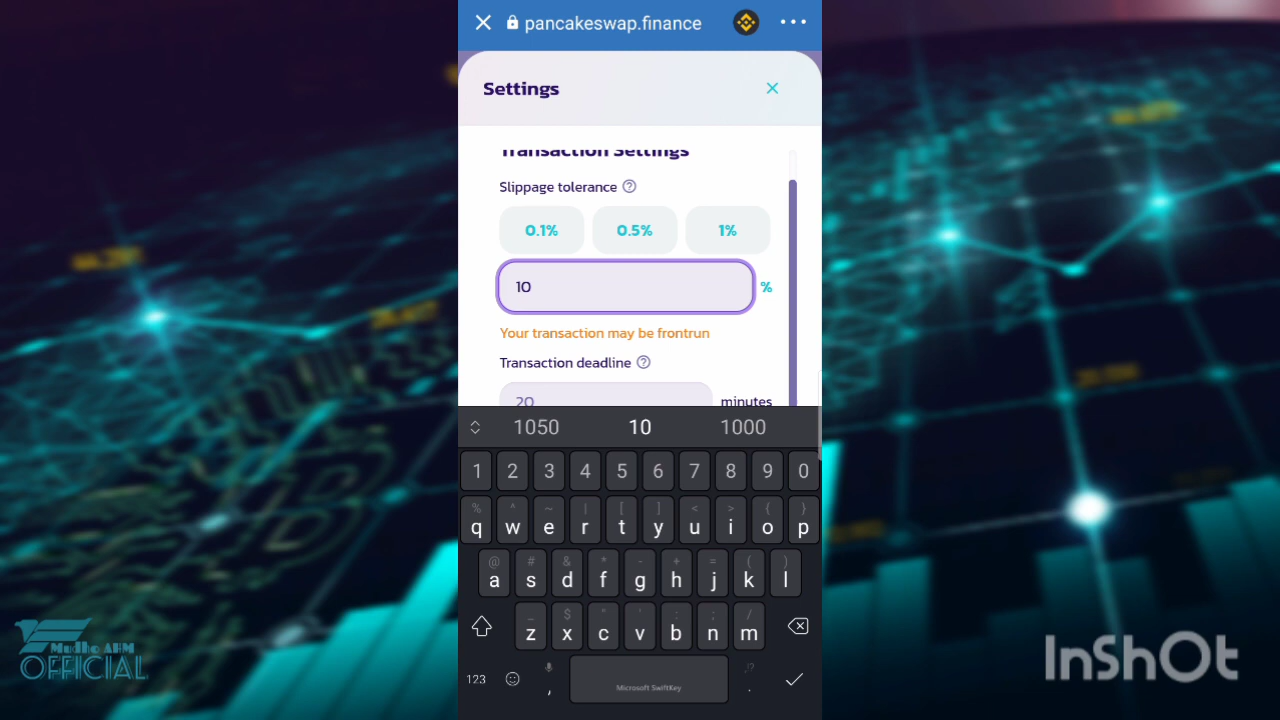 pancakeswap.finance
Settings
Transaction Settings
Slippage tolerance
0.1%
0.5%
1%
10
%
Your transaction may be frontrun
Transaction deadline
20
minutes
1050 10 1000
1 2 3 4 5 6 7 8 9 0
% ^ ~ | [ ] < > { }
q w e r t y u i o p
@ # & * - + = ( )
a s d f g h j k l
_ $ " ' : ; /
z x c v b n m
123 , Microsoft SwiftKey .
OFFICIAL
InShOt